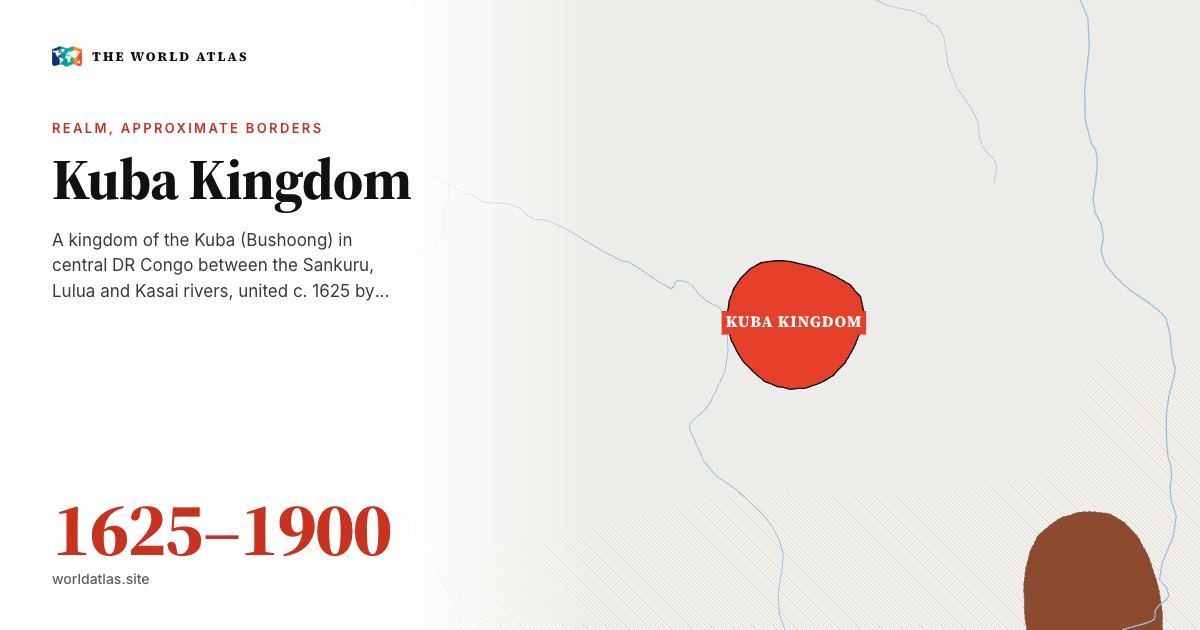 THE WORLD ATLAS
REALM, APPROXIMATE BORDERS
Kuba Kingdom
A kingdom of the Kuba (Bushoong) in
central DR Congo between the Sankuru,
Lulua and Kasai rivers, united c. 1625 by...
KUBA KINGDOM
1625–1900
worldatlas.site